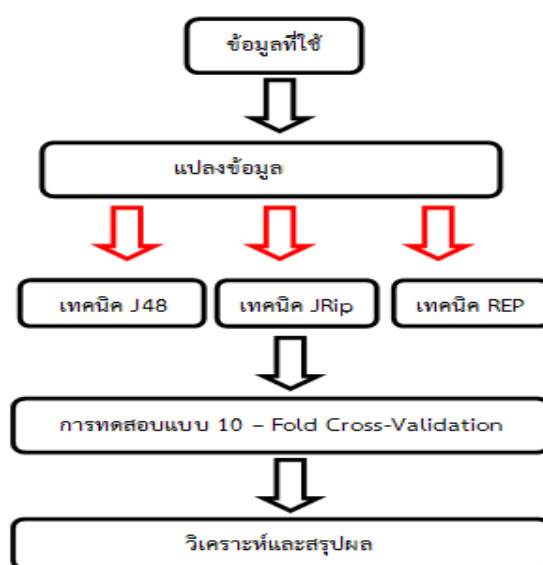 ข้อมูลที่ใช้
แปลงข้อมูล
เทคนิค J48
เทคนิค JRip
เทคนิค REP
การทดสอบแบบ 10 – Fold Cross-Validation
วิเคราะห์และสรุปผล